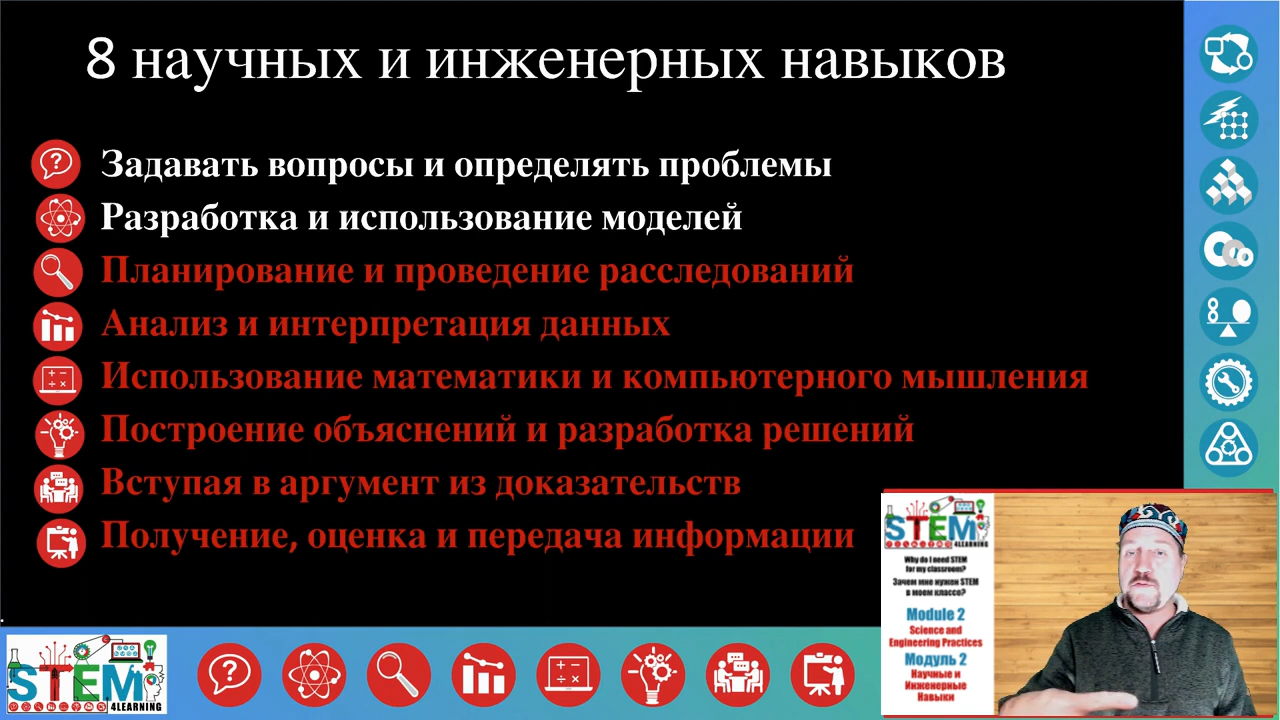 8 научных и инженерных навыков
Задавать вопросы и определять проблемы
Разработка и использование моделей
Планирование и проведение расследований
Анализ и интерпретация данных
Использование математики и компьютерного мышления
Построение объяснений и разработка решений
Вступая в аргумент из доказательств
Получение, оценка и передача информации
STEM
4LEARNING
Why do I need STEM
for my classroom?
Зачем мне нужен STEM
в моем классе?
Module 2
Science and
Engineering Practices
Модуль 2
Научные и
Инженерные
Навыки
STEM
4LEARNING